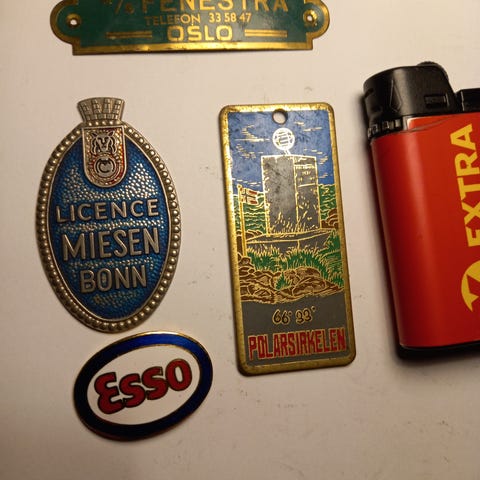 A/S FENESTRA
TELEFON 33 58 47
OSLO
LICENCE
MIESEN
BONN
Esso
66° 33'
POLARSIRKELEN
EXTRA